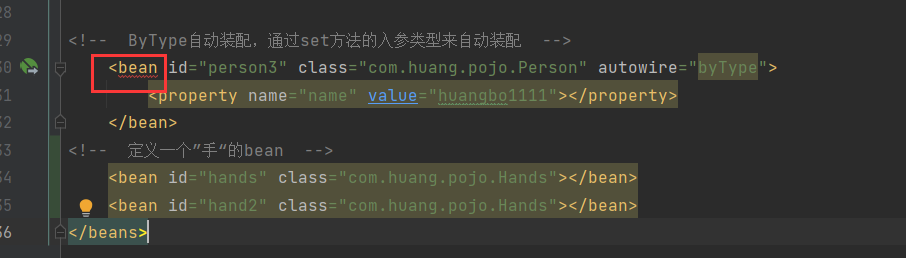 28
29 <!-- ByType自动装配，通过set方法的入参类型来自动装配 -->
30 <bean id="person3" class="com.huang.pojo.Person" autowire="byType">
31 <property name="name" value="huangbo1111"></property>
32 </bean>
33 <!-- 定义一个”手“的bean -->
34 <bean id="hands" class="com.huang.pojo.Hands"></bean>
35 <bean id="hand2" class="com.huang.pojo.Hands"></bean>
36 </beans>